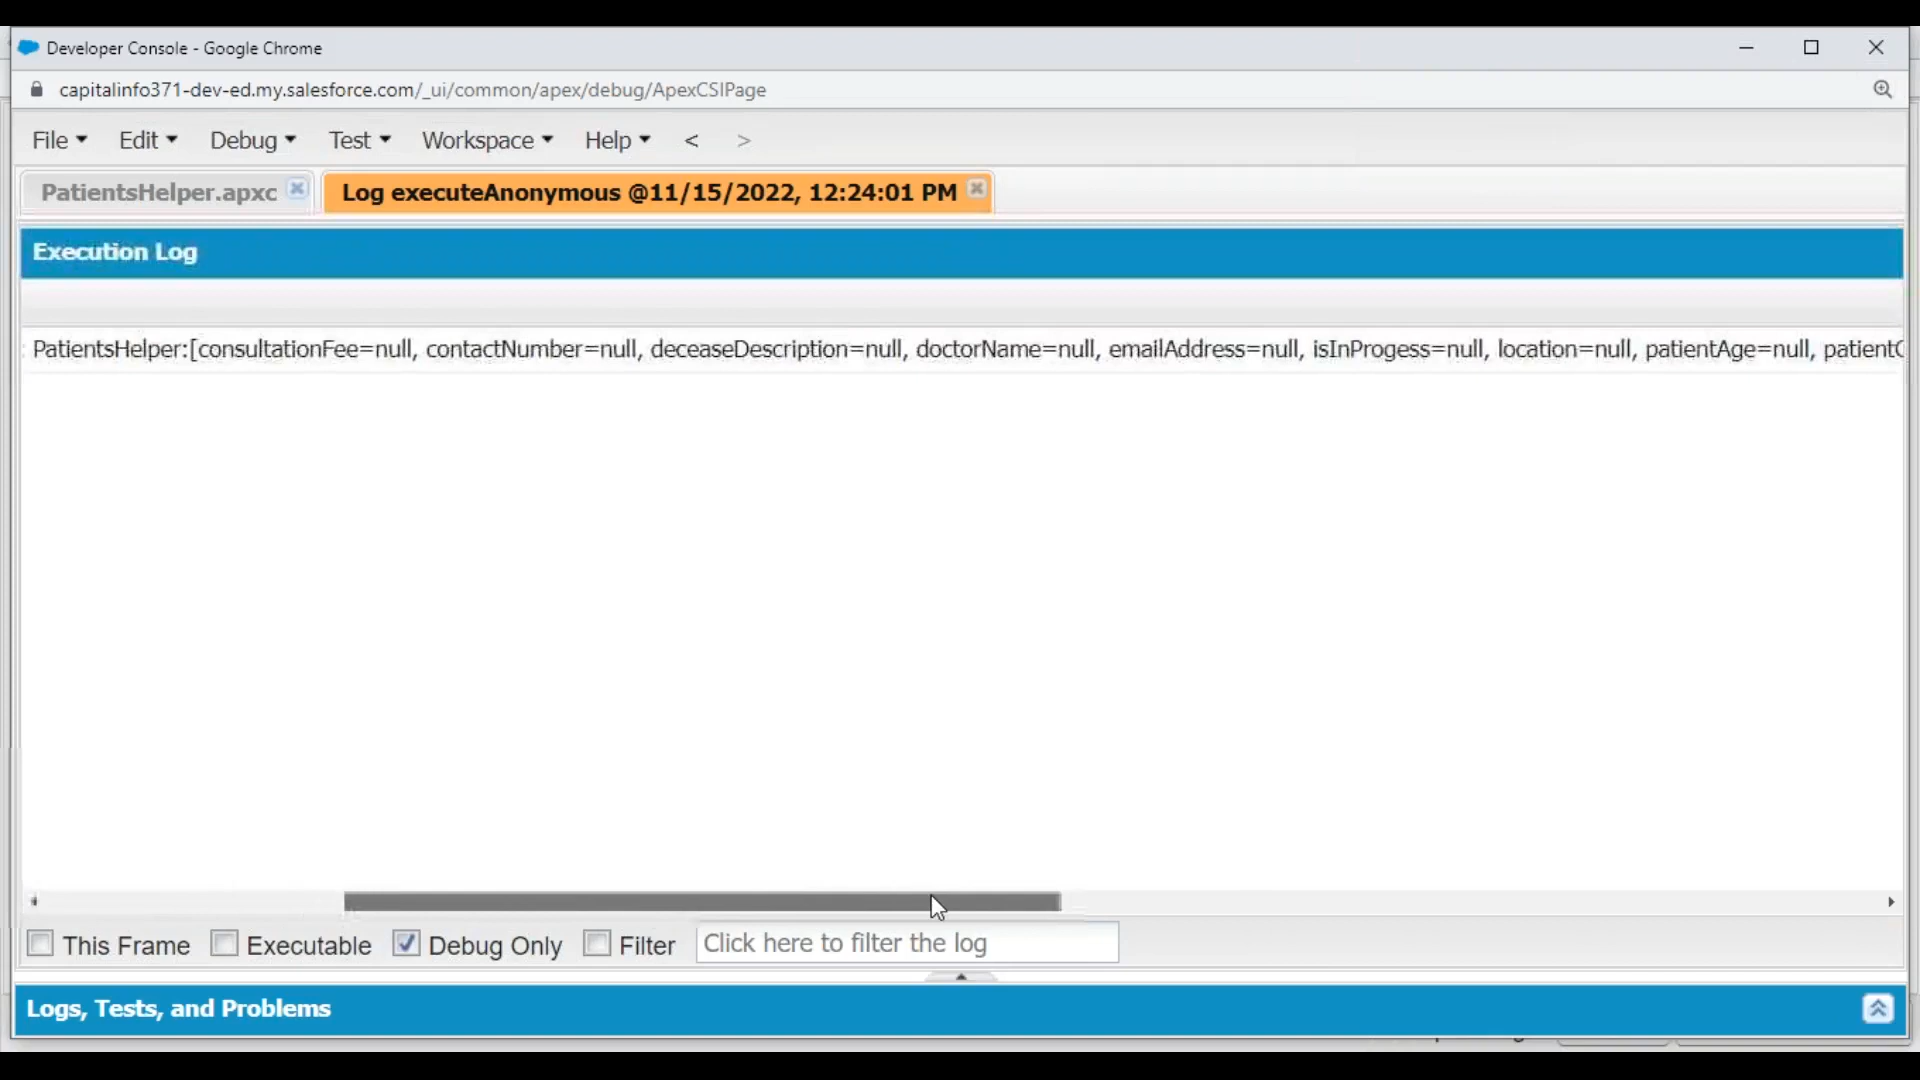 Developer Console - Google Chrome
capitalinfo371-dev-ed.my.salesforce.com/_ui/common/apex/debug/ApexCSIPage
File Edit Debug Test Workspace Help < >
PatientsHelper.apxc Log executeAnonymous @11/15/2022, 12:24:01 PM
Execution Log
PatientsHelper:[consultationFee=null, contactNumber=null, deceaseDescription=null, doctorName=null, emailAddress=null, isInProgess=null, location=null, patientAge=null, patient
This Frame Executable Debug Only Filter Click here to filter the log
Logs, Tests, and Problems